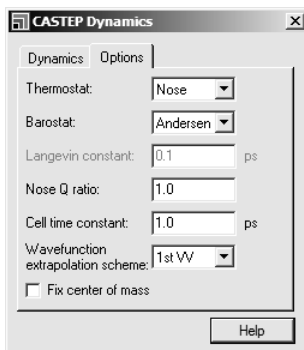 CASTEP Dynamics
Dynamics Options
Thermostat: Nose
Barostat: Andersen
Langevin constant: 0.1 ps
Nose Q ratio: 1.0
Cell time constant: 1.0 ps
Wavefunction
extrapolation scheme: 1st W
Fix center of mass
Help